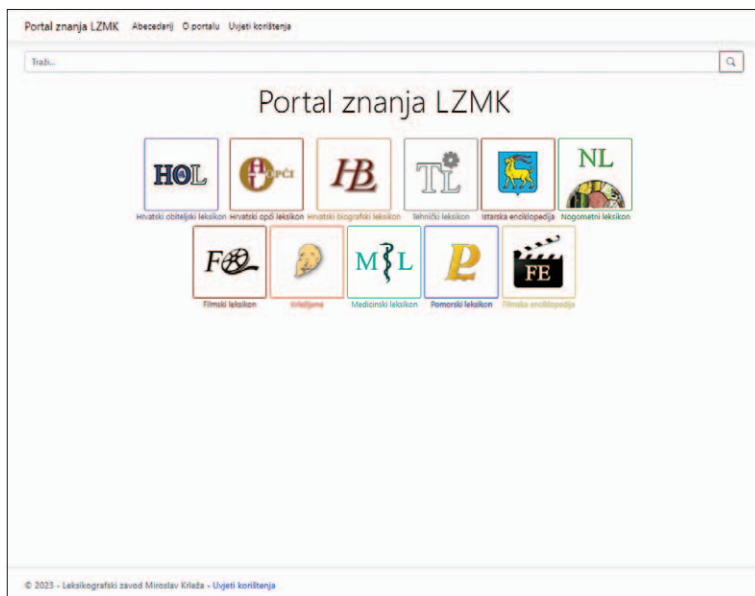 Portal znanja LZMK Abecedarij O portalu Uvjeti korištenja
Traži...
Portal znanja LZMK
HOL
HOL OPĆI
HB
TL
NL
Hrvatski obiteljski leksikon Hrvatski opći leksikon Hrvatski biografski leksikon Tehnički leksikon Istarska enciklopedija Nogometni leksikon
M L
PL
FE
Filmski leksikon Krležijana Medicinski leksikon Pomorski leksikon Filmska enciklopedija
© 2023 - Leksikografski zavod Miroslav Krleža - Uvjeti korištenja